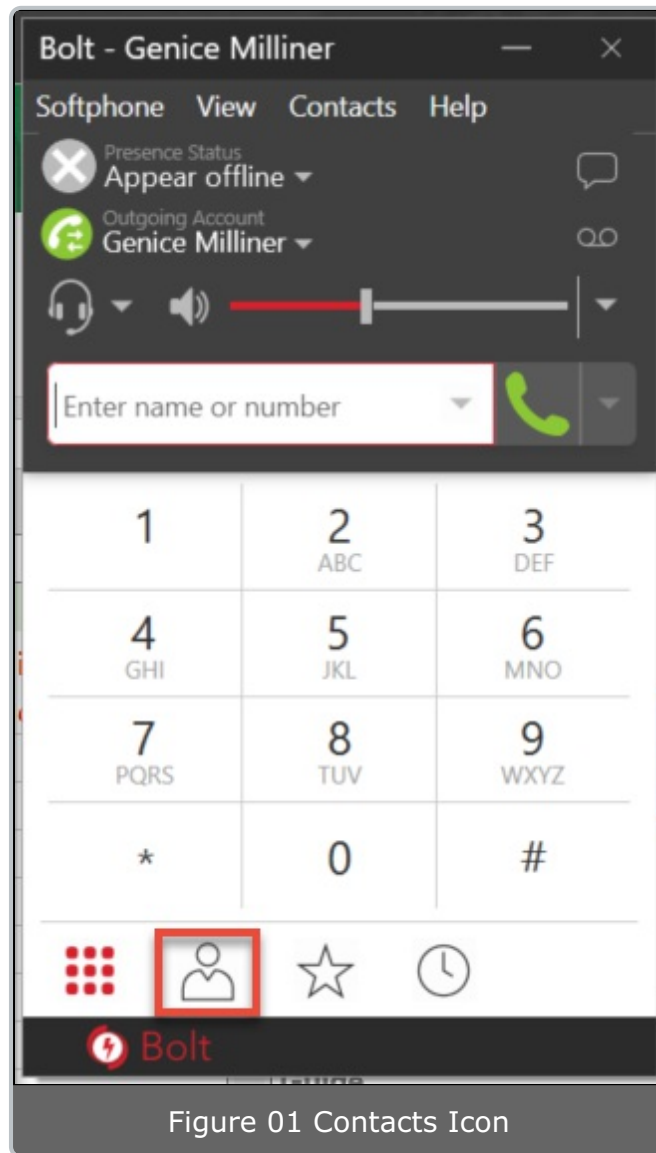 Bolt - Genice Milliner
Softphone View Contacts Help
Presence Status
Appear offline
Outgoing Account
Genice Milliner
Enter name or number
1 2 3
ABC DEF
4 5 6
GHI JKL MNO
7 8 9
PQRS TUV WXYZ
* 0 #
Bolt
Figure 01 Contacts Icon